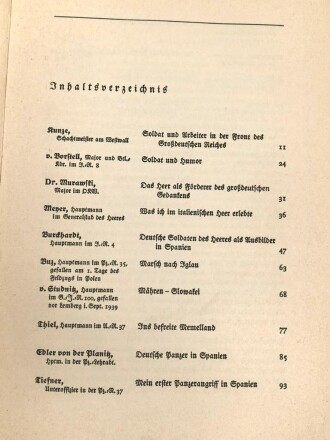 Inhaltsverzeichnis
Kunze,
Schachtmeister am Westwall
Soldat und Arbeiter in der Front des
Großdeutschen Reiches 11
v. Borstell, Major und Btl.-
Kdr. im J.-R. 8
Soldat und Humor 24
Dr. Murawski,
Major im OKW.
Das Heer als Förderer des großdeutschen
Gedankens 31
Meyer, Hauptmann
im Generalstab des Heeres
Was ich im italienischen Heer erlebte 36
Burckhardt,
Hauptmann im J.-R. 4
Deutsche Soldaten des Heeres als Ausbilder
in Spanien 47
Buz, Hauptmann im Pz.-R. 35,
gefallen am 2. Tage des
Feldzugs in Polen
Marsch nach Iglau 63
v. Studnitz, Hauptmann
im G.-J.-R. 100, gefallen
vor Lemberg i. Sept. 1939
Mähren – Slowakei 68
Thiel, Hauptmann im A.-R. 37
Ins befreite Memelland 77
Edler von der Planitz,
Hptm. in der Pz.-Lehrabt.
Deutsche Panzer in Spanien 85
Tiefner,
Unteroffizier in der Pz.-A. 37
Mein erster Panzerangriff in Spanien 93